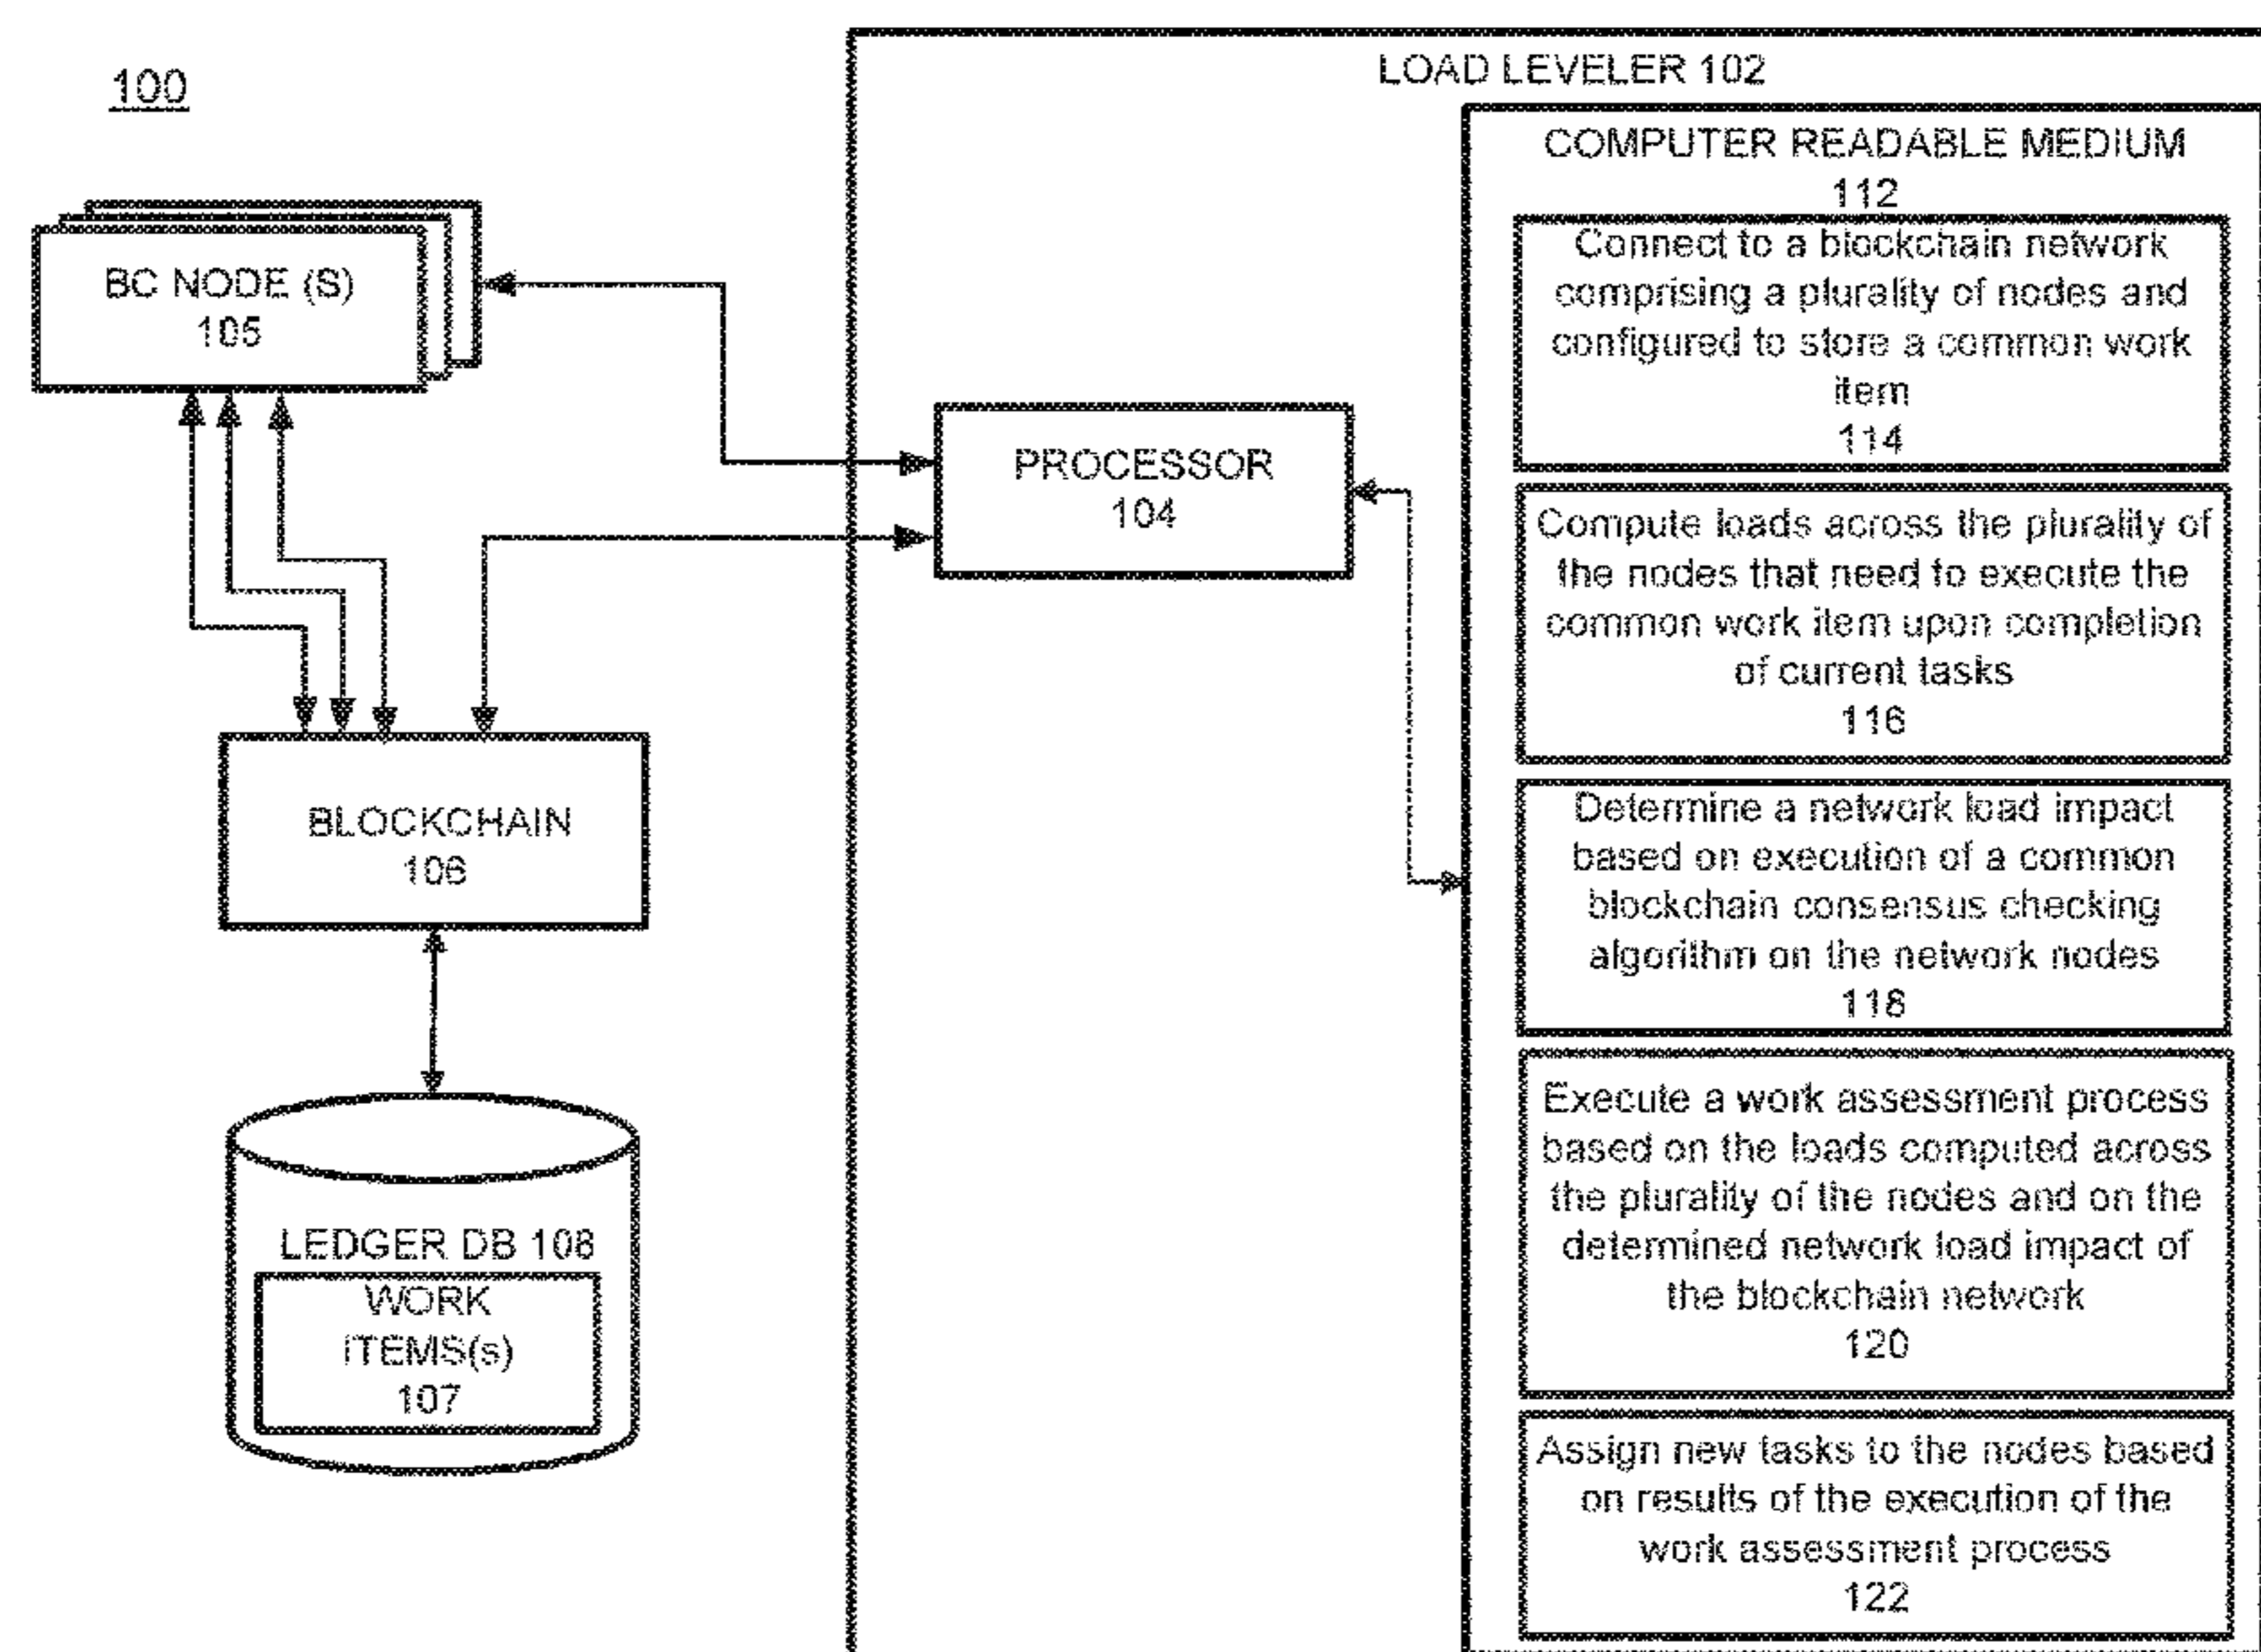 100
LOAD LEVELER 102
BC NODE (S)
105
BLOCKCHAIN
106
LEDGER DB 108
WORK
ITEMS(s)
107
PROCESSOR
104
COMPUTER READABLE MEDIUM
112
Connect to a blockchain network
comprising a plurality of nodes and
configured to store a common work
item
114
Compute loads across the plurality of
the nodes that need to execute the
common work item upon completion
of current tasks
116
Determine a network load impact
based on execution of a common
blockchain consensus checking
algorithm on the network nodes
118
Execute a work assessment process
based on the loads computed across
the plurality of the nodes and on the
determined network load impact of
the blockchain network
120
Assign new tasks to the nodes based
on results of the execution of the
work assessment process
122